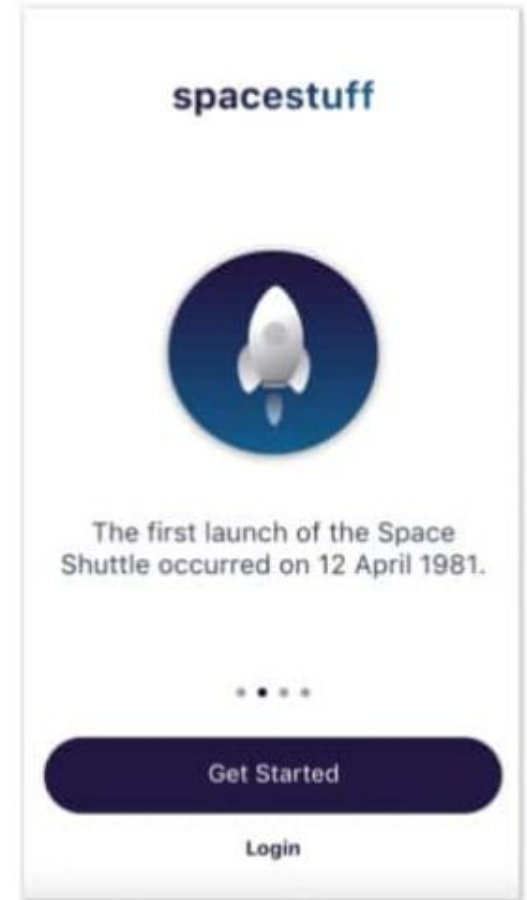 spacestuff
The first launch of the Space
Shuttle occurred on 12 April 1981.
Get Started
Login